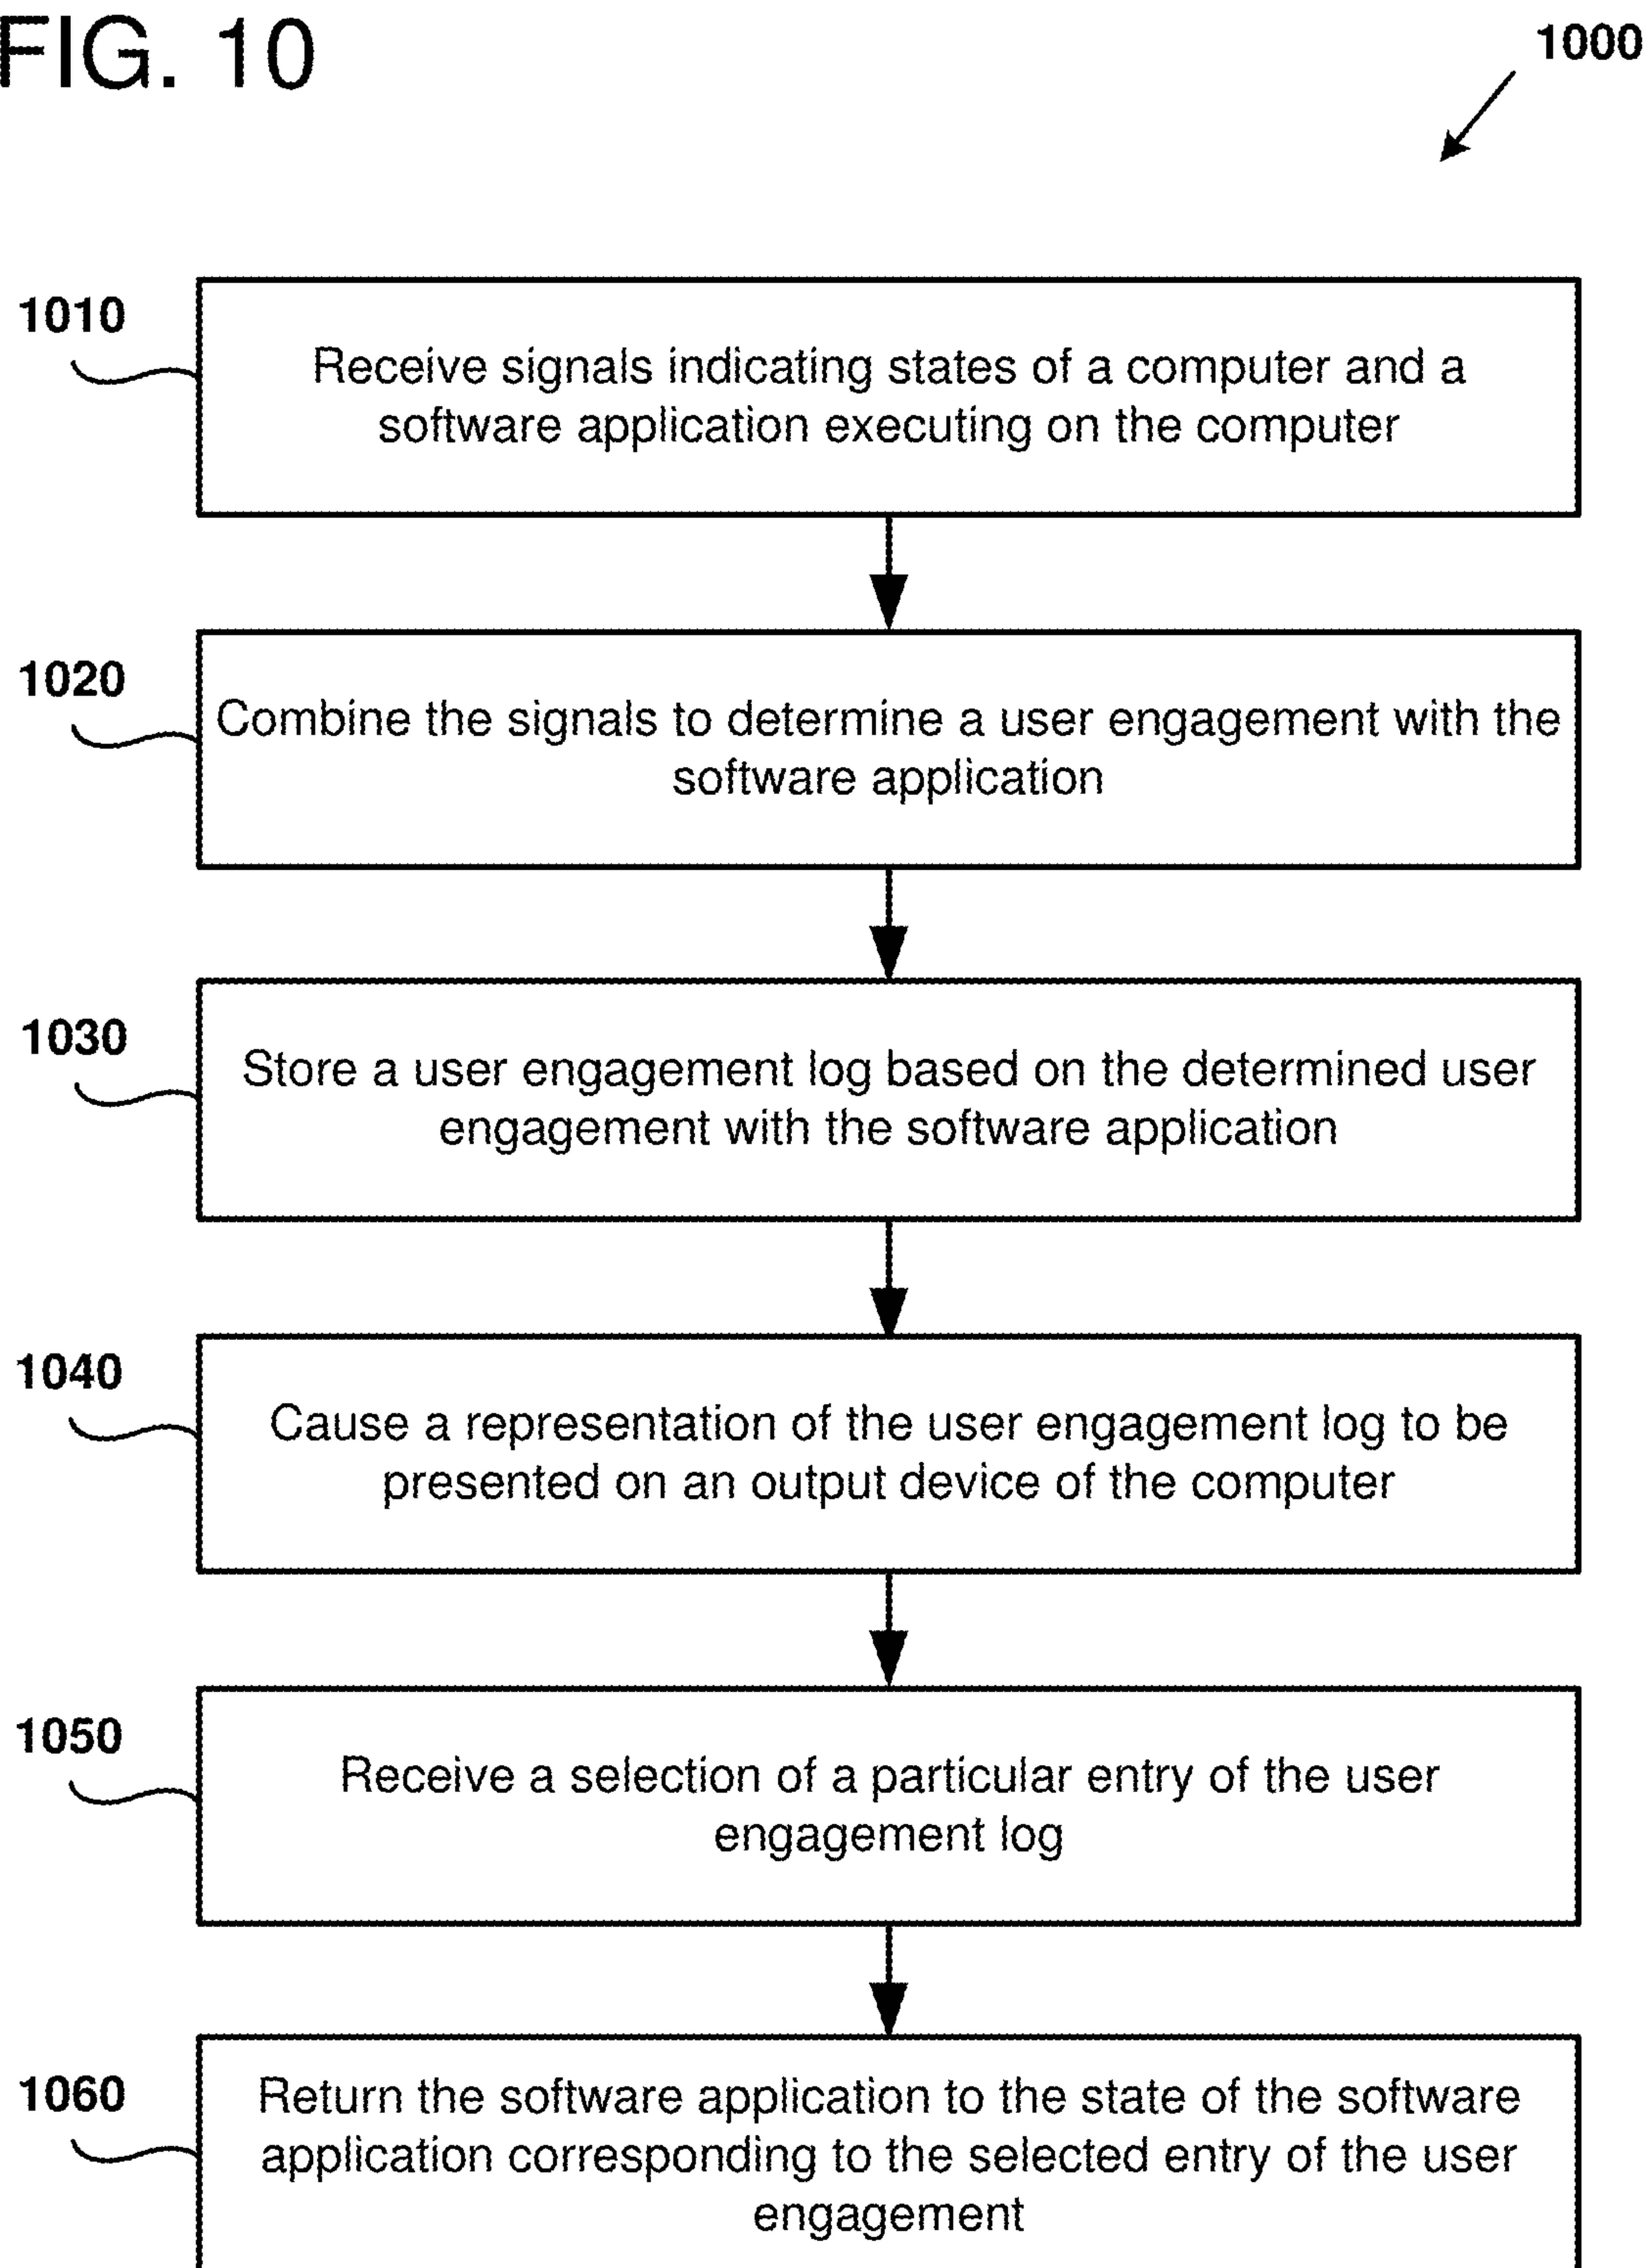 FIG. 10
1000
1010
Receive signals indicating states of a computer and a
software application executing on the computer
1020
Combine the signals to determine a user engagement with the
software application
1030
Store a user engagement log based on the determined user
engagement with the software application
1040
Cause a representation of the user engagement log to be
presented on an output device of the computer
1050
Receive a selection of a particular entry of the user
engagement log
1060
Return the software application to the state of the software
application corresponding to the selected entry of the user
engagement